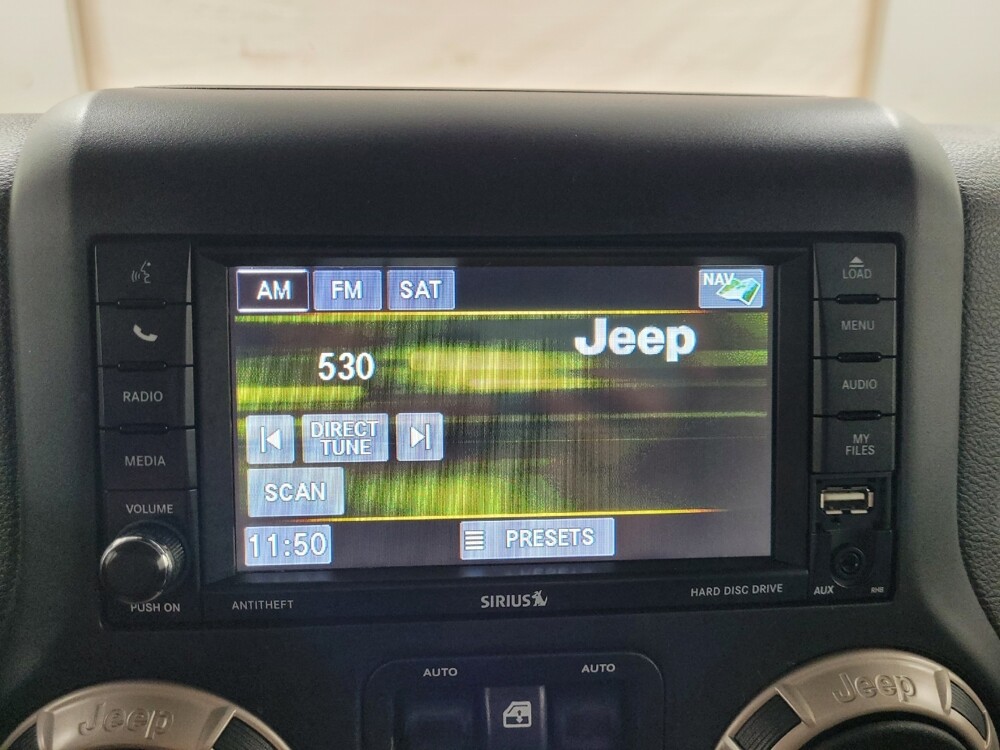 AM FM SAT NAV
Jeep
530
DIRECT
TUNE
SCAN
11:50 PRESETS
RADIO
MEDIA
VOLUME
PUSH ON
LOAD
MENU
AUDIO
MY
FILES
AUX RHB
ANTITHEFT SIRIUS HARD DISC DRIVE
AUTO AUTO
Jeep Jeep